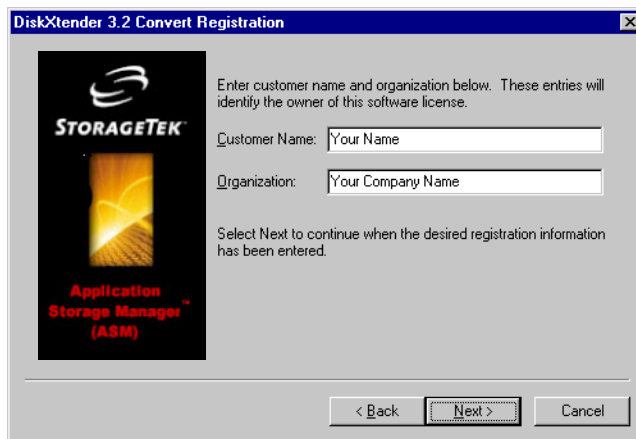 DiskXtender 3.2 Convert Registration
STORAGETEK
Enter customer name and organization below. These entries will
identify the owner of this software license.
Customer Name: Your Name
Organization: Your Company Name
Select Next to continue when the desired registration information
has been entered.
Application
Storage Manager™
(ASM)
< Back Next > Cancel